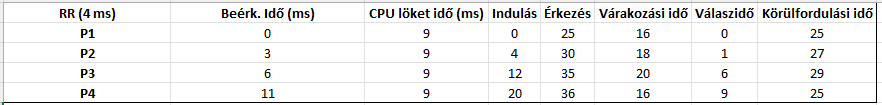 RR (4 ms) Beérk. Idő (ms) CPU löket idő (ms) Indulás Érkezés Várakozási idő Válaszidő Körülfordulási idő
P1 0 9 0 25 16 0 25
P2 3 9 4 30 18 1 27
P3 6 9 12 35 20 6 29
P4 11 9 20 36 16 9 25